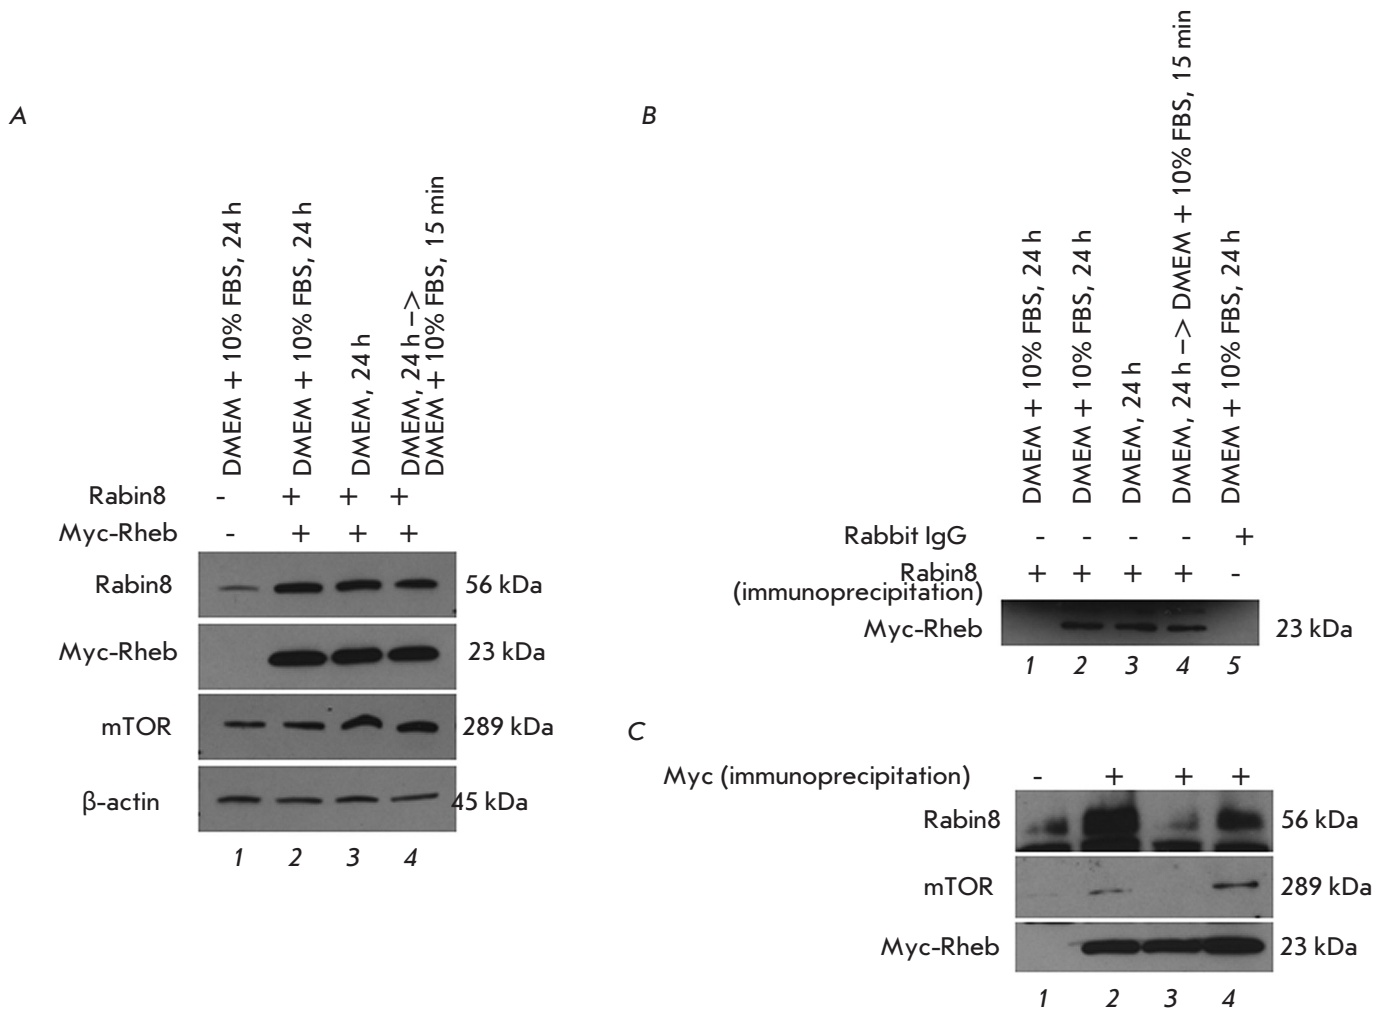 A
DMEM + 10% FBS, 24 h
DMEM + 10% FBS, 24 h
DMEM, 24 h
DMEM, 24 h –>
DMEM + 10% FBS, 15 min
Rabin8 - + + +
Myc-Rheb - + + +
Rabin8 56 kDa
Myc-Rheb 23 kDa
mTOR 289 kDa
β-actin 45 kDa
1 2 3 4
B
DMEM + 10% FBS, 24 h
DMEM + 10% FBS, 24 h
DMEM, 24 h
DMEM, 24 h –> DMEM + 10% FBS, 15 min
DMEM + 10% FBS, 24 h
Rabbit IgG - - - - +
Rabin8 + + + + -
(immunoprecipitation)
Myc-Rheb 23 kDa
1 2 3 4 5
C
Myc (immunoprecipitation) - + + +
Rabin8 56 kDa
mTOR 289 kDa
Myc-Rheb 23 kDa
1 2 3 4